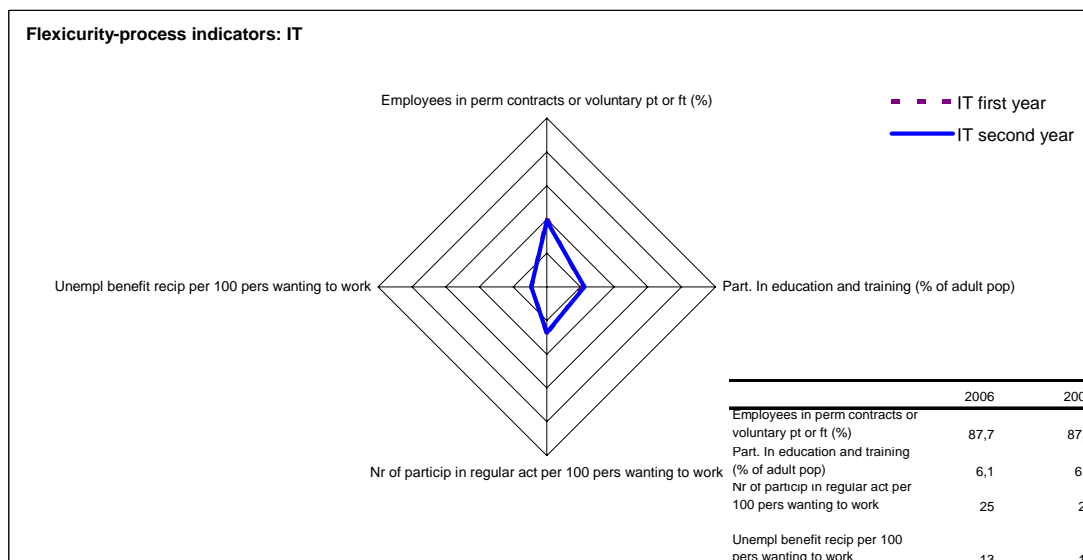 Flexicurity-process indicators: IT
Employees in perm contracts or voluntary pt or ft (%)
IT first year
IT second year
Unempl benefit recip per 100 pers wanting to work
Part. In education and training (% of adult pop)
Nr of particip in regular act per 100 pers wanting to work
2006
Employees in perm contracts or
voluntary pt or ft (%) 87,7
Part. In education and training
(% of adult pop) 6,1
Nr of particip in regular act per
100 pers wanting to work 25
Unempl benefit recip per 100
pers wanting to work 13